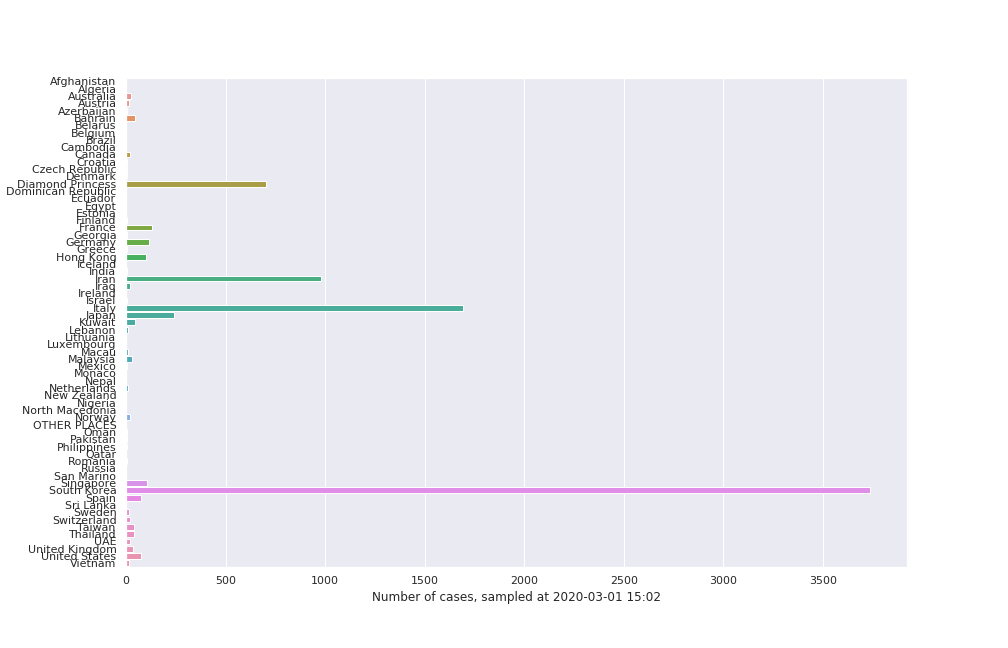 Afghanistan
Algeria
Australia
Austria
Azerbaijan
Bahrain
Belarus
Belgium
Brazil
Cambodia
Canada
Croatia
Czech Republic
Denmark
Diamond Princess
Dominican Republic
Ecuador
Egypt
Estonia
Finland
France
Georgia
Germany
Greece
Hong Kong
Iceland
India
Iran
Iraq
Ireland
Israel
Italy
Japan
Kuwait
Lebanon
Lithuania
Luxembourg
Macau
Malaysia
Mexico
Monaco
Nepal
Netherlands
New Zealand
Nigeria
North Macedonia
Norway
OTHER PLACES
Oman
Pakistan
Philippines
Qatar
Romania
Russia
San Marino
Singapore
South Korea
Spain
Sri Lanka
Sweden
Switzerland
Taiwan
Thailand
UAE
United Kingdom
United States
Vietnam
0 500 1000 1500 2000 2500 3000 3500
Number of cases, sampled at 2020-03-01 15:02